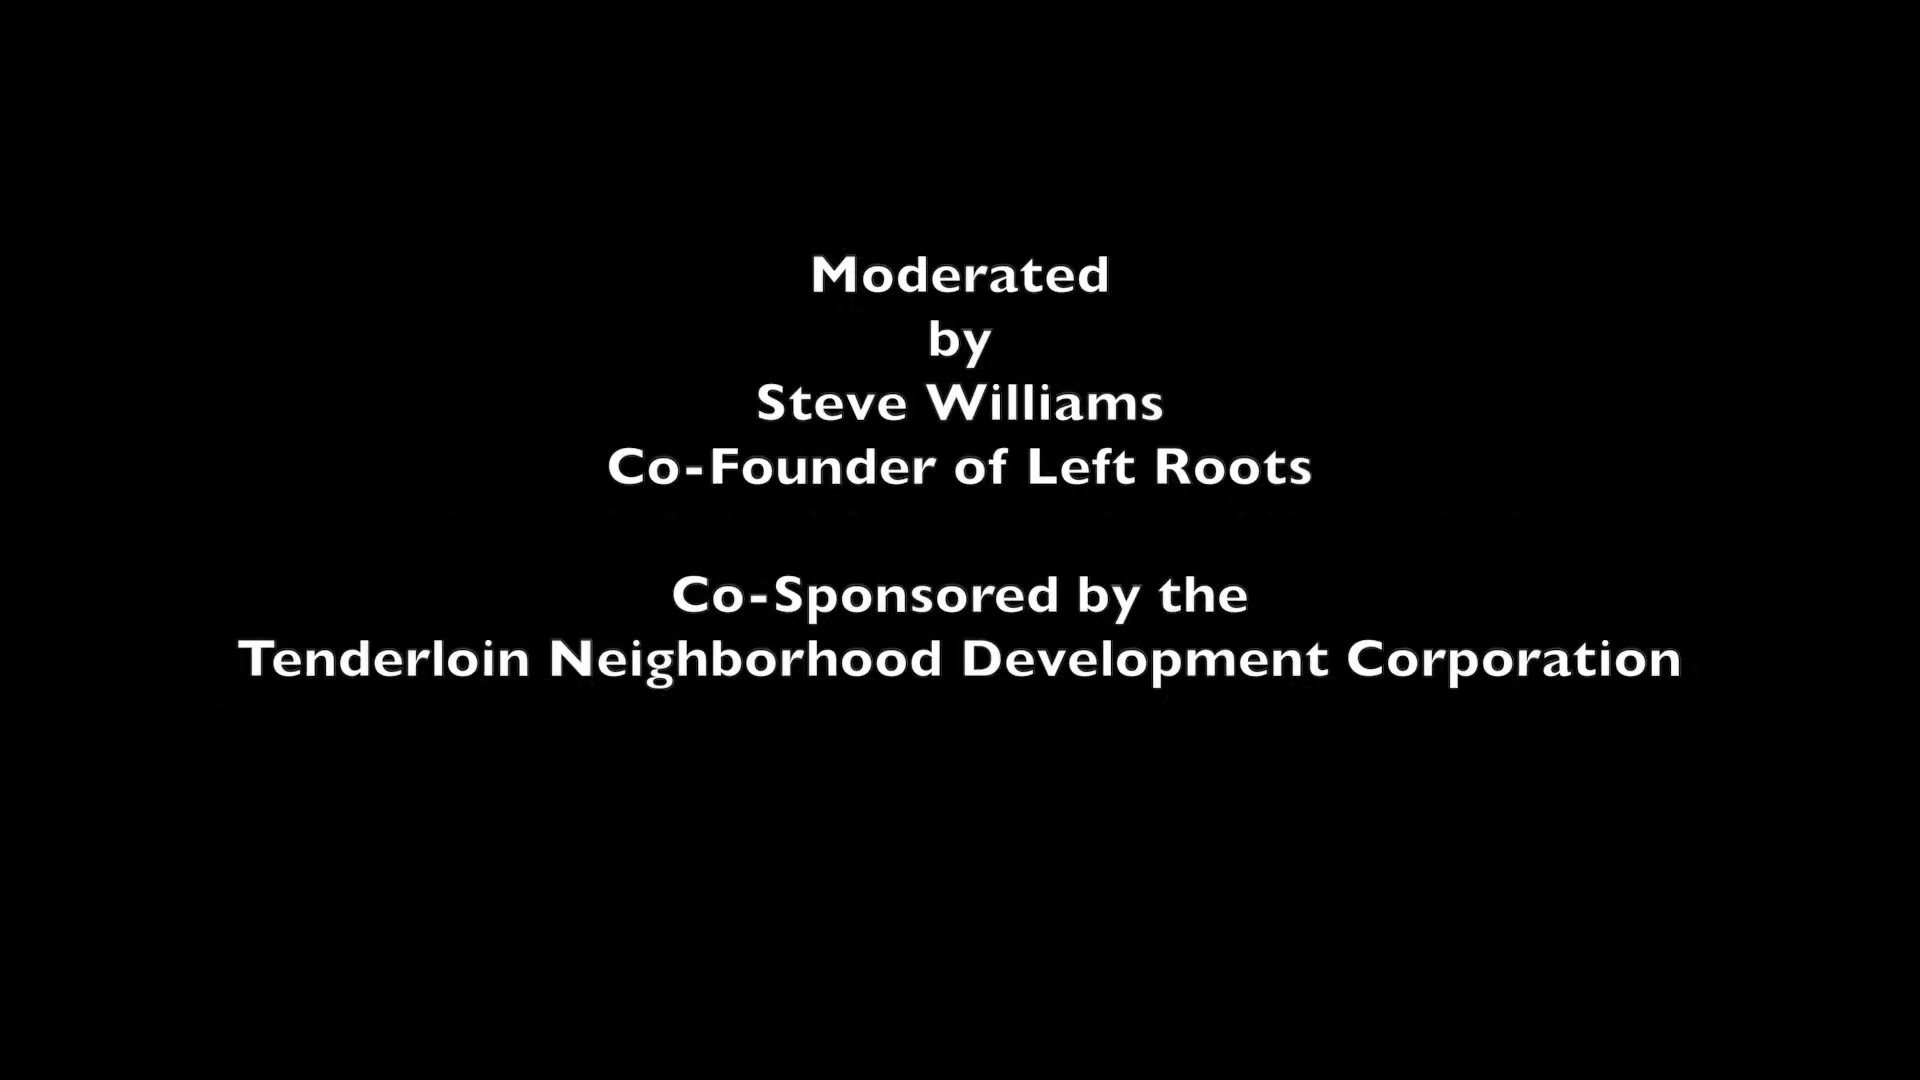 Moderated
by
Steve Williams
Co-Founder of Left Roots
Co-Sponsored by the
Tenderloin Neighborhood Development Corporation